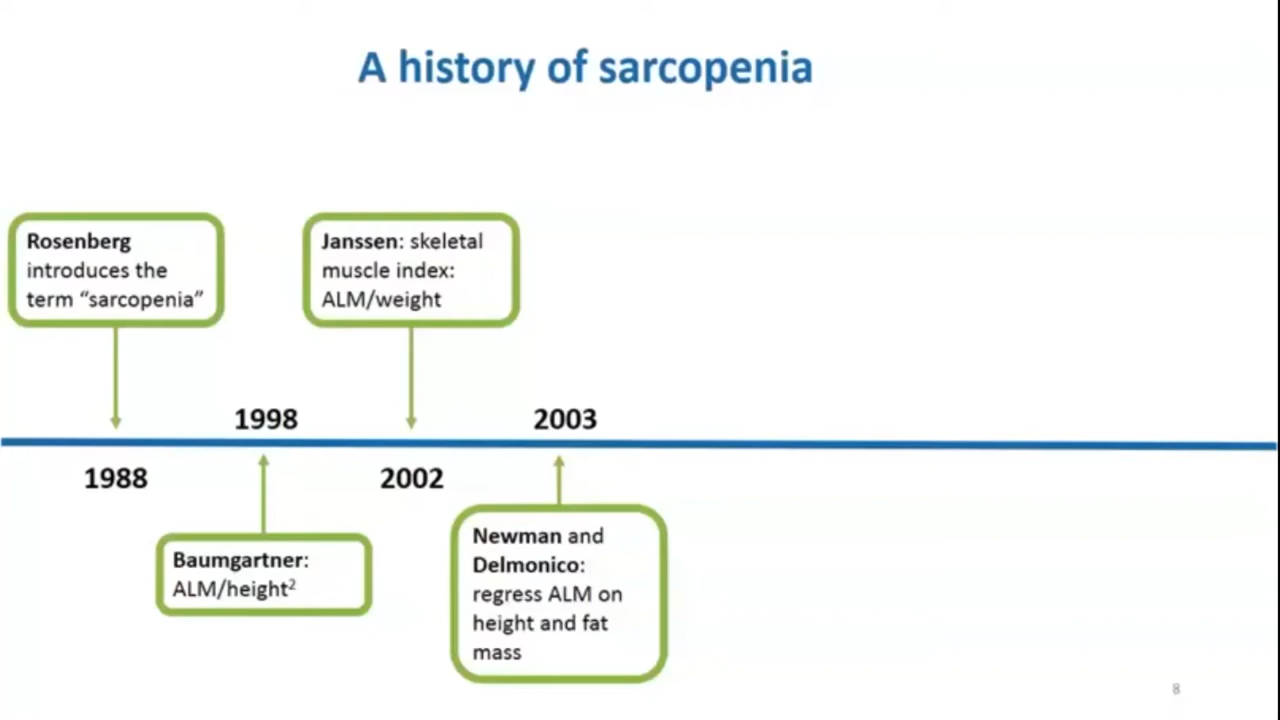 A history of sarcopenia
Rosenberg
introduces the
term “sarcopenia”
Janssen: skeletal
muscle index:
ALM/weight
1998
2003
1988
2002
Baumgartner:
ALM/height²
Newman and
Delmonico:
regress ALM on
height and fat
mass
8